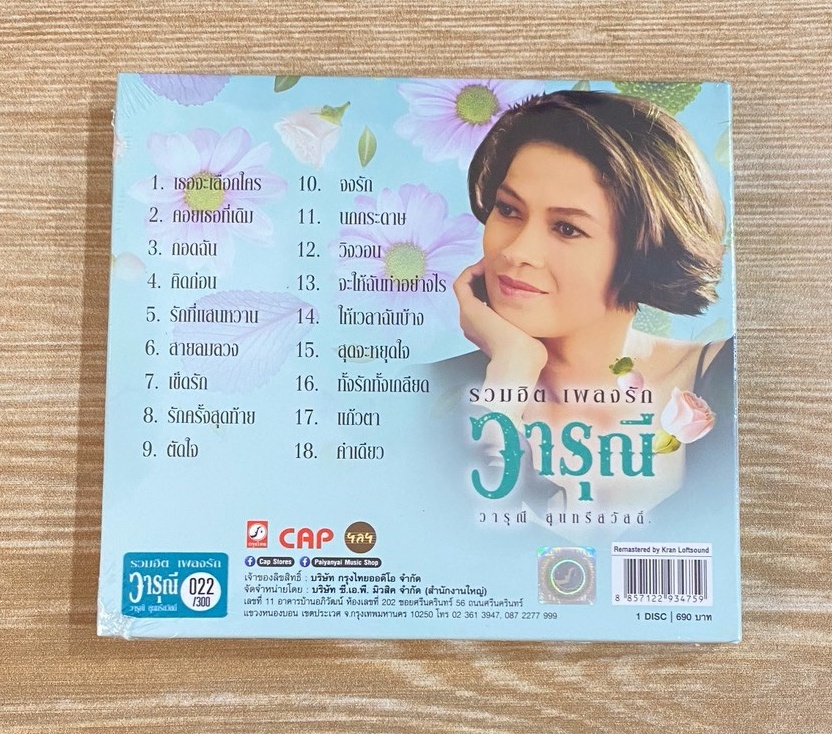 1. เธอจะเลือกใคร
2. คอยเธอที่เดิม
3. กอดฉัน
4. คิดก่อน
5. รักที่แสนหวาน
6. สายลมลวง
7. เข็ดรัก
8. รักครั้งสุดท้าย
9. ตัดใจ
10. จงรัก
11. นกกระดาษ
12. วิงวอน
13. จะให้ฉันทำอย่างไร
14. ให้เวลาฉันบ้าง
15. สุดจะหยุดใจ
16. ทั้งรักทั้งเกลียด
17. แก้วตา
18. คำเดียว
รวมฮิต เพลงรัก
วารุณี
วารุณี สุนทรีสวัสดิ์
กรุงไทย
CAP
Cap Stores
Paiyanyai Music Shop
รวมฮิต เพลงรัก
วารุณี
วารุณี สุนทรีสวัสดิ์
022
/300
เจ้าของลิขสิทธิ์ : บริษัท กรุงไทยออดิโอ จำกัด
จัดจำหน่ายโดย : บริษัท ซี.เอ.พี. มิวสิค จำกัด (สำนักงานใหญ่)
เลขที่ 11 อาคารบ้านอภิวัฒน์ ห้องเลขที่ 202 ซอยศรีนครินทร์ 56 ถนนศรีนครินทร์
แขวงหนองบอน เขตประเวศ จ.กรุงเทพมหานคร 10250 โทร 02 361 3947, 087 2277 999
Remastered by Kran Loftsound
8 857122 934759
1 DISC | 690 บาท